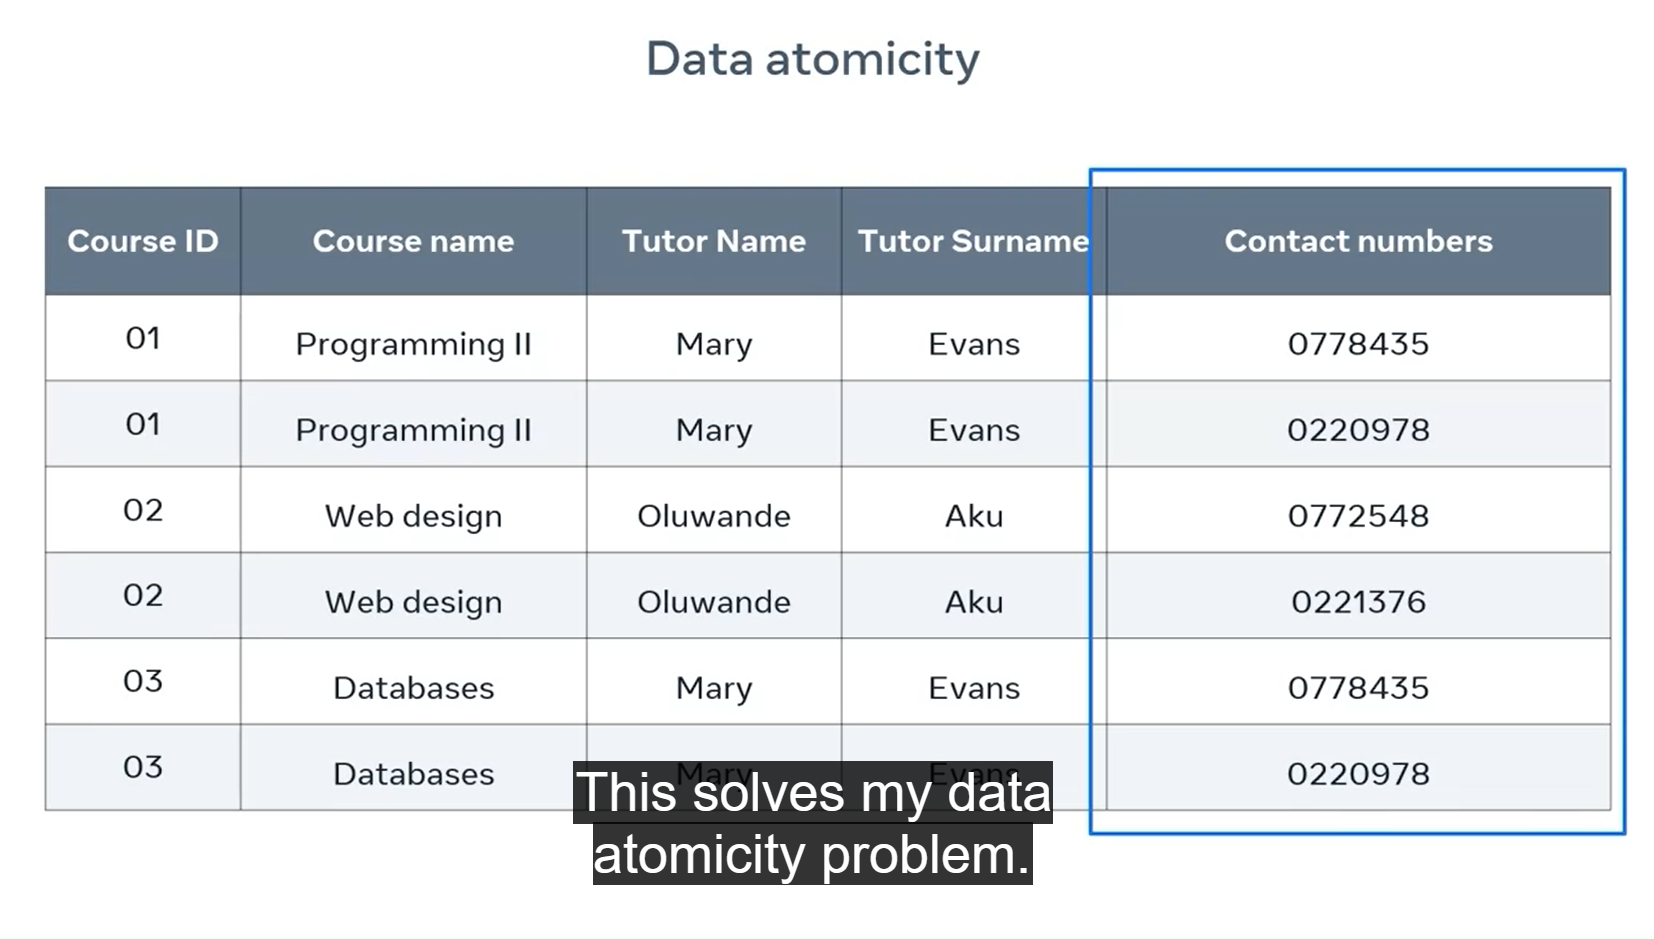 Data atomicity
Course ID Course name Tutor Name Tutor Surname Contact numbers
01 Programming II Mary Evans 0778435
01 Programming II Mary Evans 0220978
02 Web design Oluwande Aku 0772548
02 Web design Oluwande Aku 0221376
03 Databases Mary Evans 0778435
03 Databases Mary Evans 0220978
This solves my data
atomicity problem.